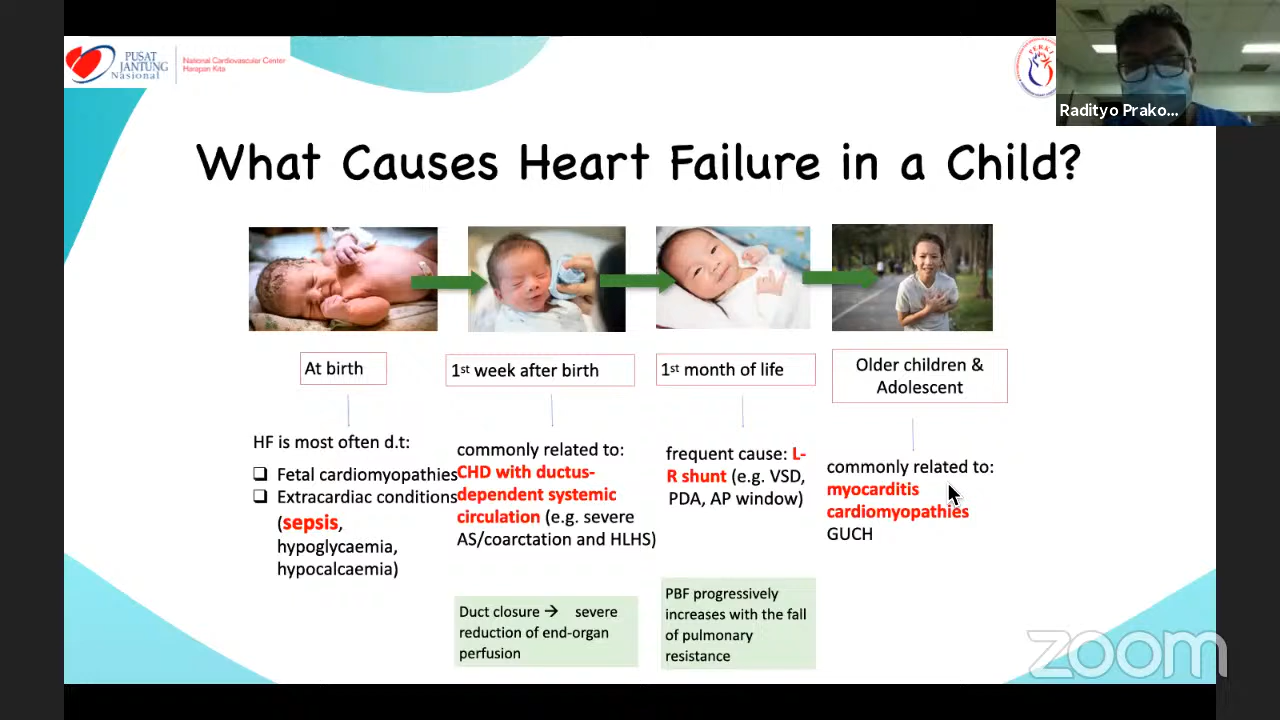 PUSAT
JANTUNG
Nasional
National Cardiovascular Center
Harapan Kita
PERKI
Radityo Prako...
What Causes Heart Failure in a Child?
At birth
HF is most often d.t:
❑ Fetal cardiomyopathies
❑ Extracardiac conditions
(sepsis,
hypoglycaemia,
hypocalcaemia)
1st week after birth
commonly related to:
CHD with ductus-
dependent systemic
circulation (e.g. severe
AS/coarctation and HLHS)
Duct closure → severe
reduction of end-organ
perfusion
1st month of life
frequent cause: L-
R shunt (e.g. VSD,
PDA, AP window)
PBF progressively
increases with the fall
of pulmonary
resistance
Older children &
Adolescent
commonly related to:
myocarditis
cardiomyopathies
GUCH
zoom